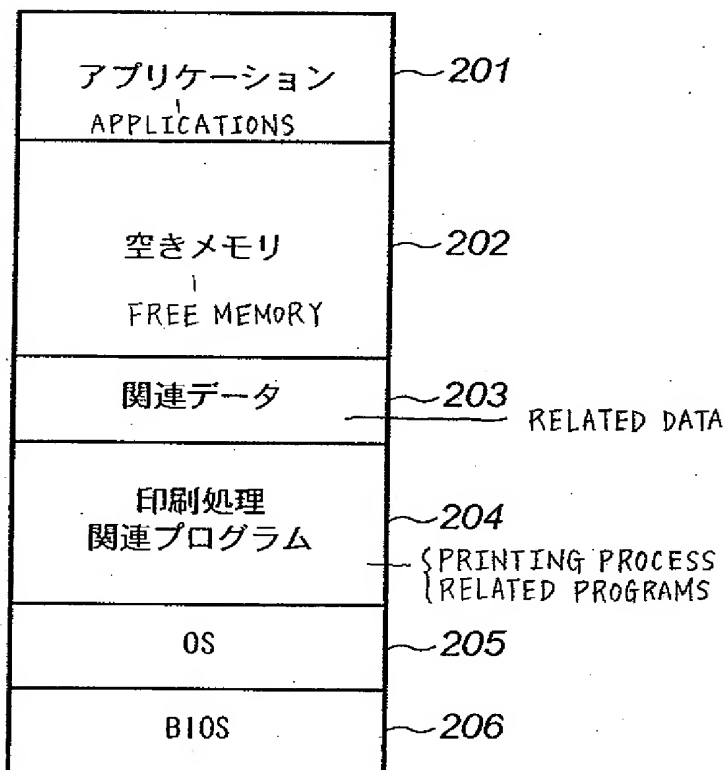 アプリケーション
201
APPLICATIONS
空きメモリ
202
FREE MEMORY
関連データ
203
RELATED DATA
印刷処理
関連プログラム
204
PRINTING PROCESS
RELATED PROGRAMS
OS
205
BIOS
206